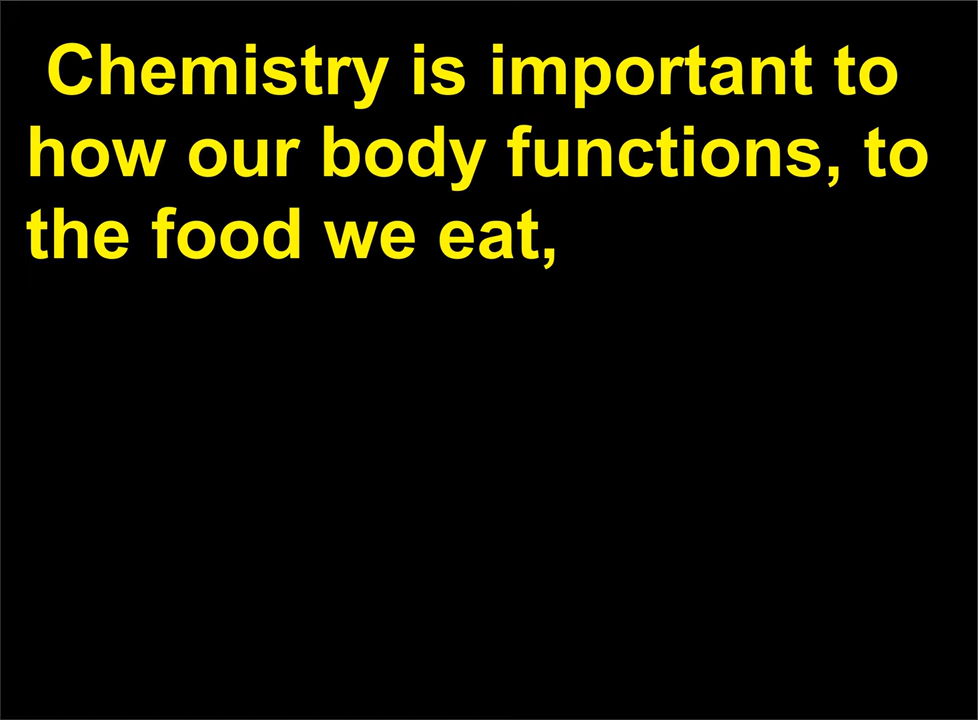 Chemistry is important to
how our body functions, to
the food we eat,